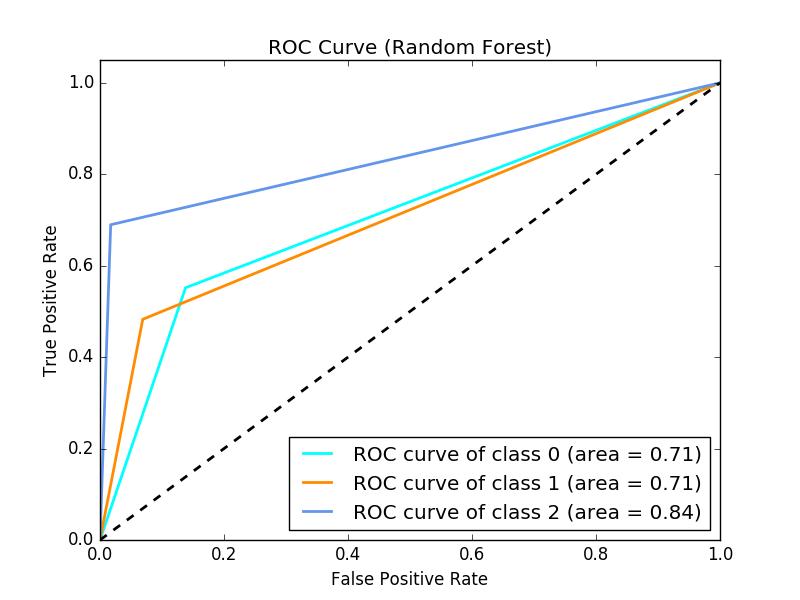 ROC Curve (Random Forest)
1.0
0.8
0.6
0.4
0.2
0.0
True Positive Rate
ROC curve of class 0 (area = 0.71)
ROC curve of class 1 (area = 0.71)
ROC curve of class 2 (area = 0.84)
0.0 0.2 0.4 0.6 0.8 1.0
False Positive Rate